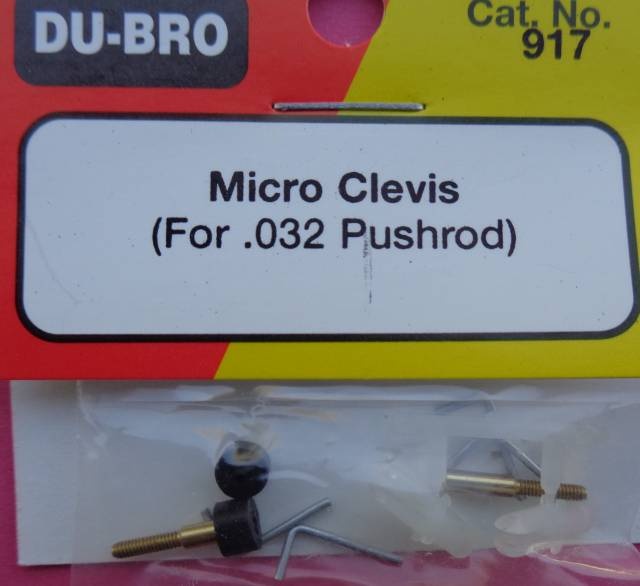 DU-BRO
Cat. No.
917
Micro Clevis
(For .032 Pushrod)